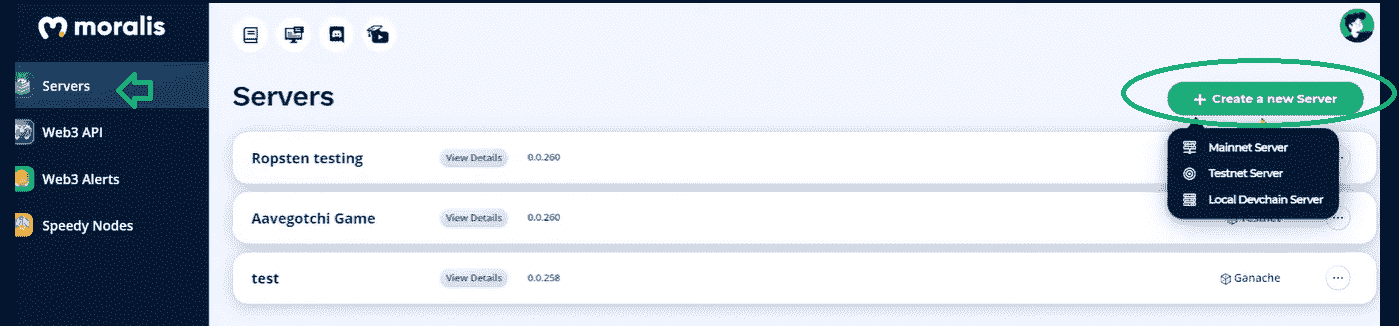 moralis
Servers
Web3 API
Web3 Alerts
Speedy Nodes
Servers
+ Create a new Server
Mainnet Server
Testnet Server
Local Devchain Server
Ropsten testing View Details 0.0.260
Aavegotchi Game View Details 0.0.260
test View Details 0.0.258 Ganache